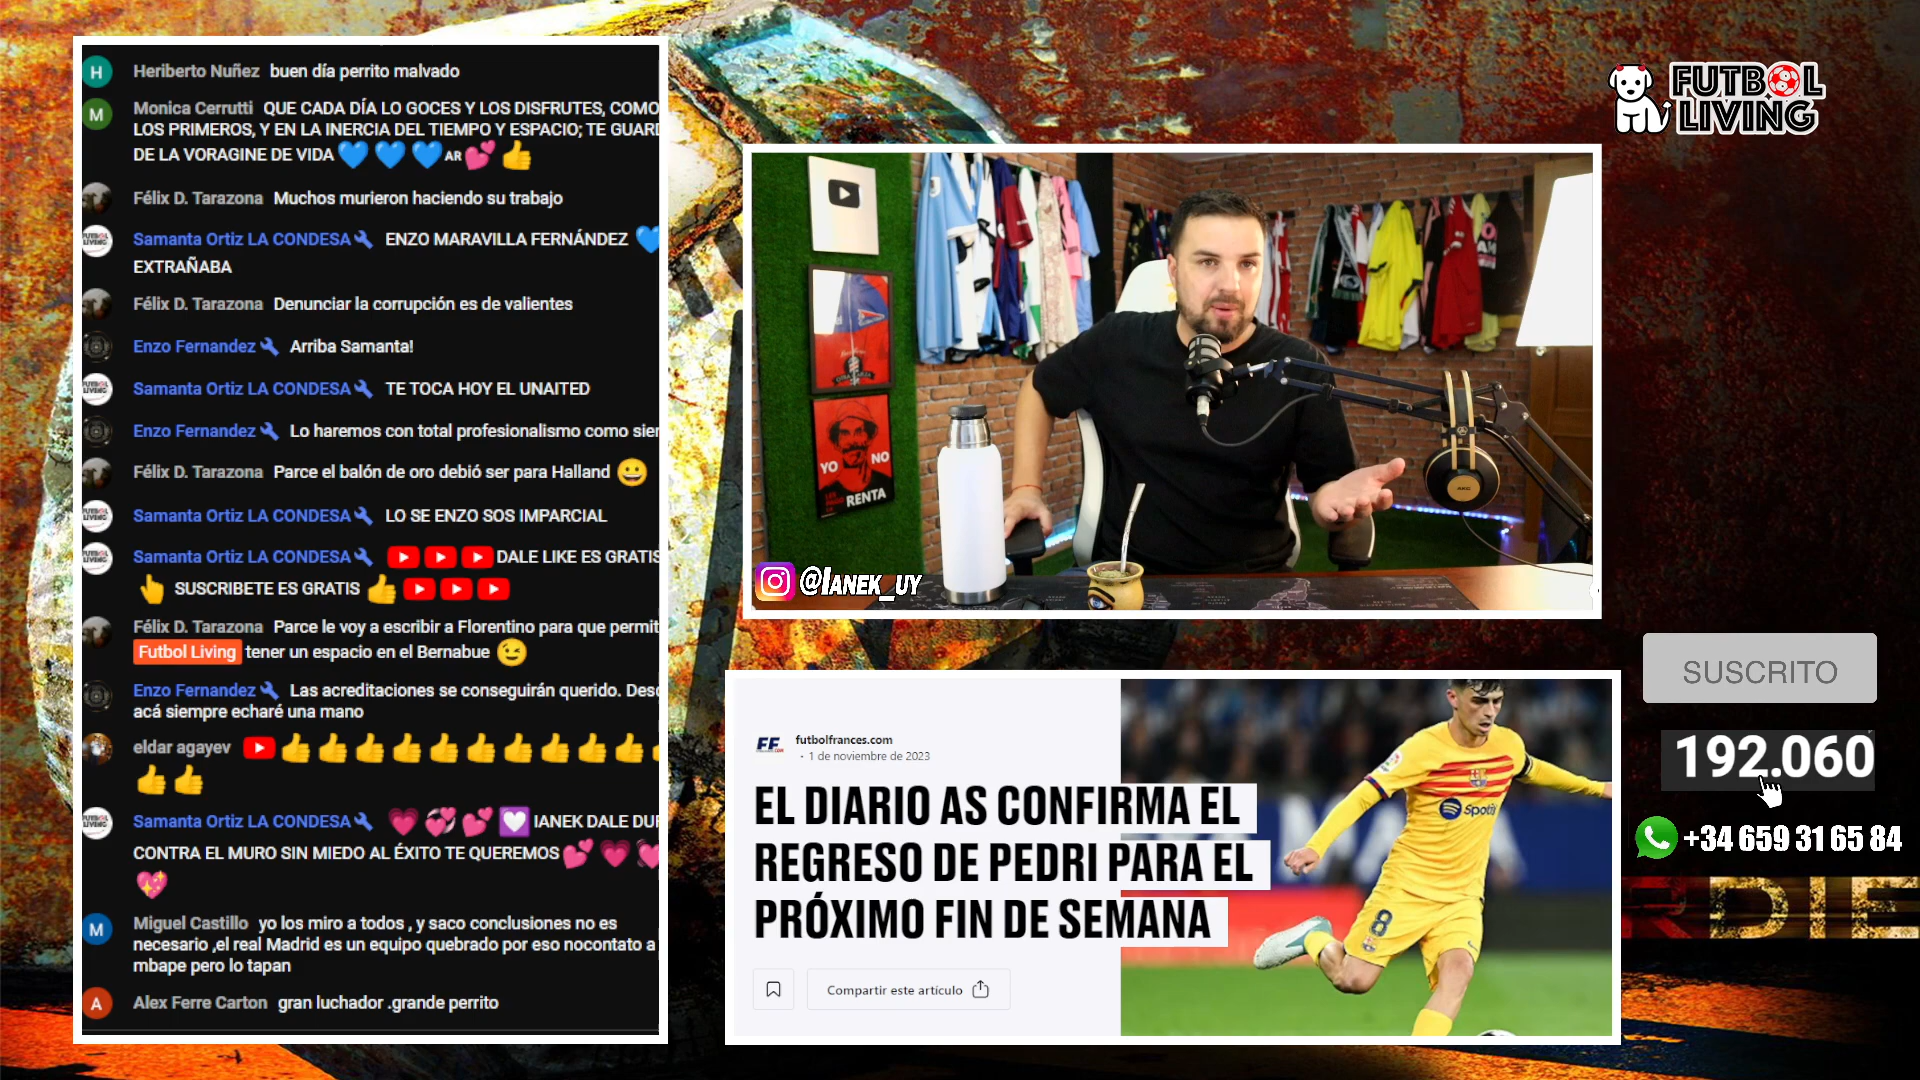 Heriberto Nuñez buen día perrito malvado
Monica Cerrutti QUE CADA DÍA LO GOCES Y LOS DISFRUTES, COMO
LOS PRIMEROS, Y EN LA INERCIA DEL TIEMPO Y ESPACIO; TE GUARD
DE LA VORAGINE DE VIDA 💙 💙 💙 AR 💕 👍
Félix D. Tarazona Muchos murieron haciendo su trabajo
Samanta Ortiz LA CONDESA ENZO MARAVILLA FERNÁNDEZ 💙
EXTRAÑABA
Félix D. Tarazona Denunciar la corrupción es de valientes
Enzo Fernandez Arriba Samanta!
Samanta Ortiz LA CONDESA TE TOCA HOY EL UNAITED
Enzo Fernandez Lo haremos con total profesionalismo como sier
Félix D. Tarazona Parce el balón de oro debió ser para Halland 😀
Samanta Ortiz LA CONDESA LO SE ENZO SOS IMPARCIAL
Samanta Ortiz LA CONDESA DALE LIKE ES GRATIS
👆 SUSCRIBETE ES GRATIS 👍
Félix D. Tarazona Parce le voy a escribir a Florentino para que permit
Futbol Living tener un espacio en el Bernabue 😉
Enzo Fernandez Las acreditaciones se conseguirán querido. Desd
acá siempre echaré una mano
eldar agayev 👍👍👍👍👍👍👍👍👍👍
👍👍
Samanta Ortiz LA CONDESA 💗 💞 💕 💟 IANEK DALE DUR
CONTRA EL MURO SIN MIEDO AL ÉXITO TE QUEREMOS 💕 💗 💓
💖
Miguel Castillo yo los miro a todos , y saco conclusiones no es
necesario ,el real Madrid es un equipo quebrado por eso nocontato a
mbape pero lo tapan
Alex Ferre Carton gran luchador .grande perrito
FUTBOL
LIVING
YO NO
RENTA
@IANEK_UY
futbolfrances.com
· 1 de noviembre de 2023
EL DIARIO AS CONFIRMA EL
REGRESO DE PEDRI PARA EL
PRÓXIMO FIN DE SEMANA
Compartir este artículo
Spotify
8
SUSCRITO
192.060
+34 659 31 65 84
RDIE